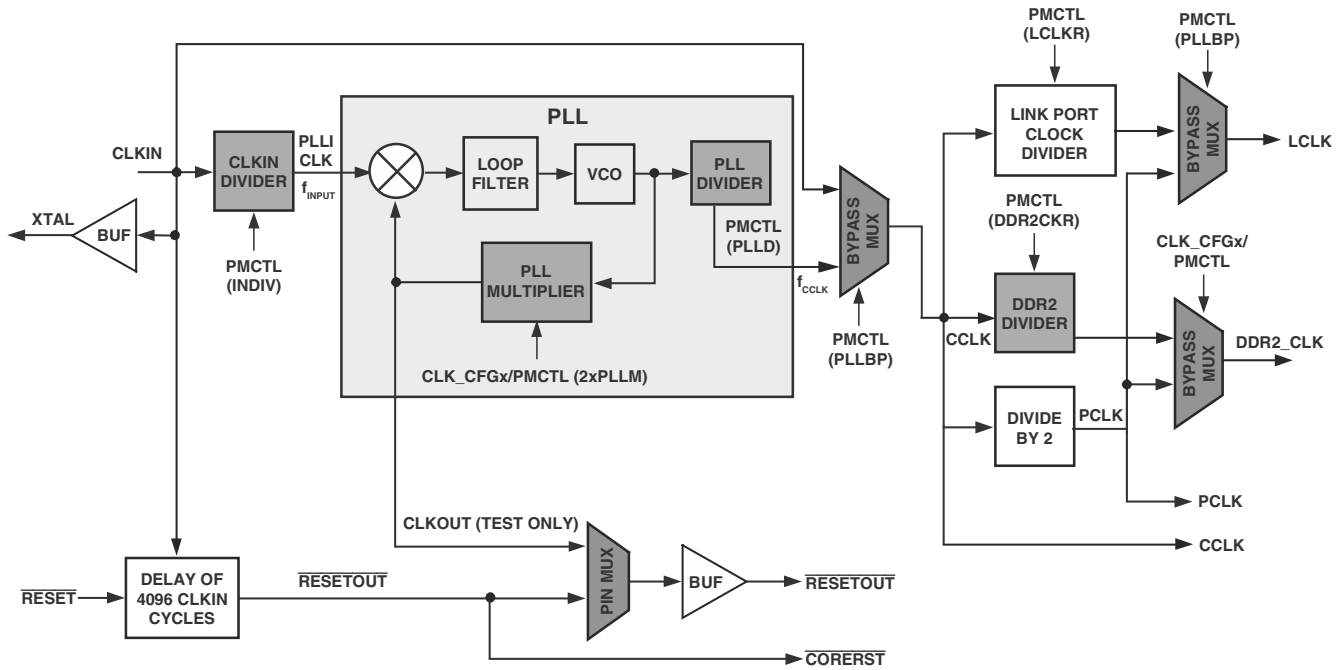 PMCTL
(LCLKR)
PMCTL
(PLLBP)
PLL
LINK PORT
CLOCK
DIVIDER
BYPASS
MUX
LCLK
CLKIN
CLKIN
DIVIDER
PLLI
CLK
fINPUT
LOOP
FILTER
VCO
PLL
DIVIDER
BYPASS
MUX
XTAL
BUF
PMCTL
(INDIV)
PLL
MULTIPLIER
PMCTL
(PLLD)
fCCLK
PMCTL
(DDR2CKR)
CLK_CFGx/
PMCTL
DDR2
DIVIDER
CCLK
BYPASS
MUX
DDR2_CLK
CLK_CFGx/PMCTL (2xPLLM)
PMCTL
(PLLBP)
DIVIDE
BY 2
PCLK
PCLK
CCLK
CLKOUT (TEST ONLY)
RESET
DELAY OF
4096 CLKIN
CYCLES
RESETOUT
PIN MUX
BUF
RESETOUT
CORERST